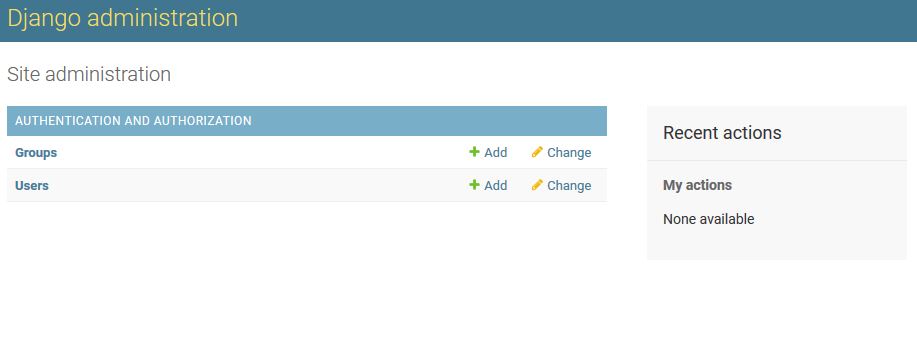 Django administration
Site administration
AUTHENTICATION AND AUTHORIZATION
Groups Add Change
Users Add Change
Recent actions
My actions
None available